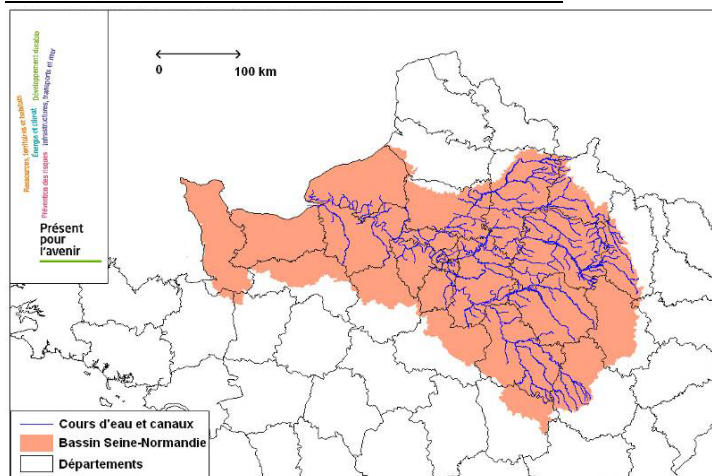 Ressources, territoires et habitats
Énergie et climat
Développement durable
Prévention des risques
Infrastructures, transports et mer
Présent
pour
l'avenir
0
100 km
Cours d'eau et canaux
Bassin Seine-Normandie
Départements